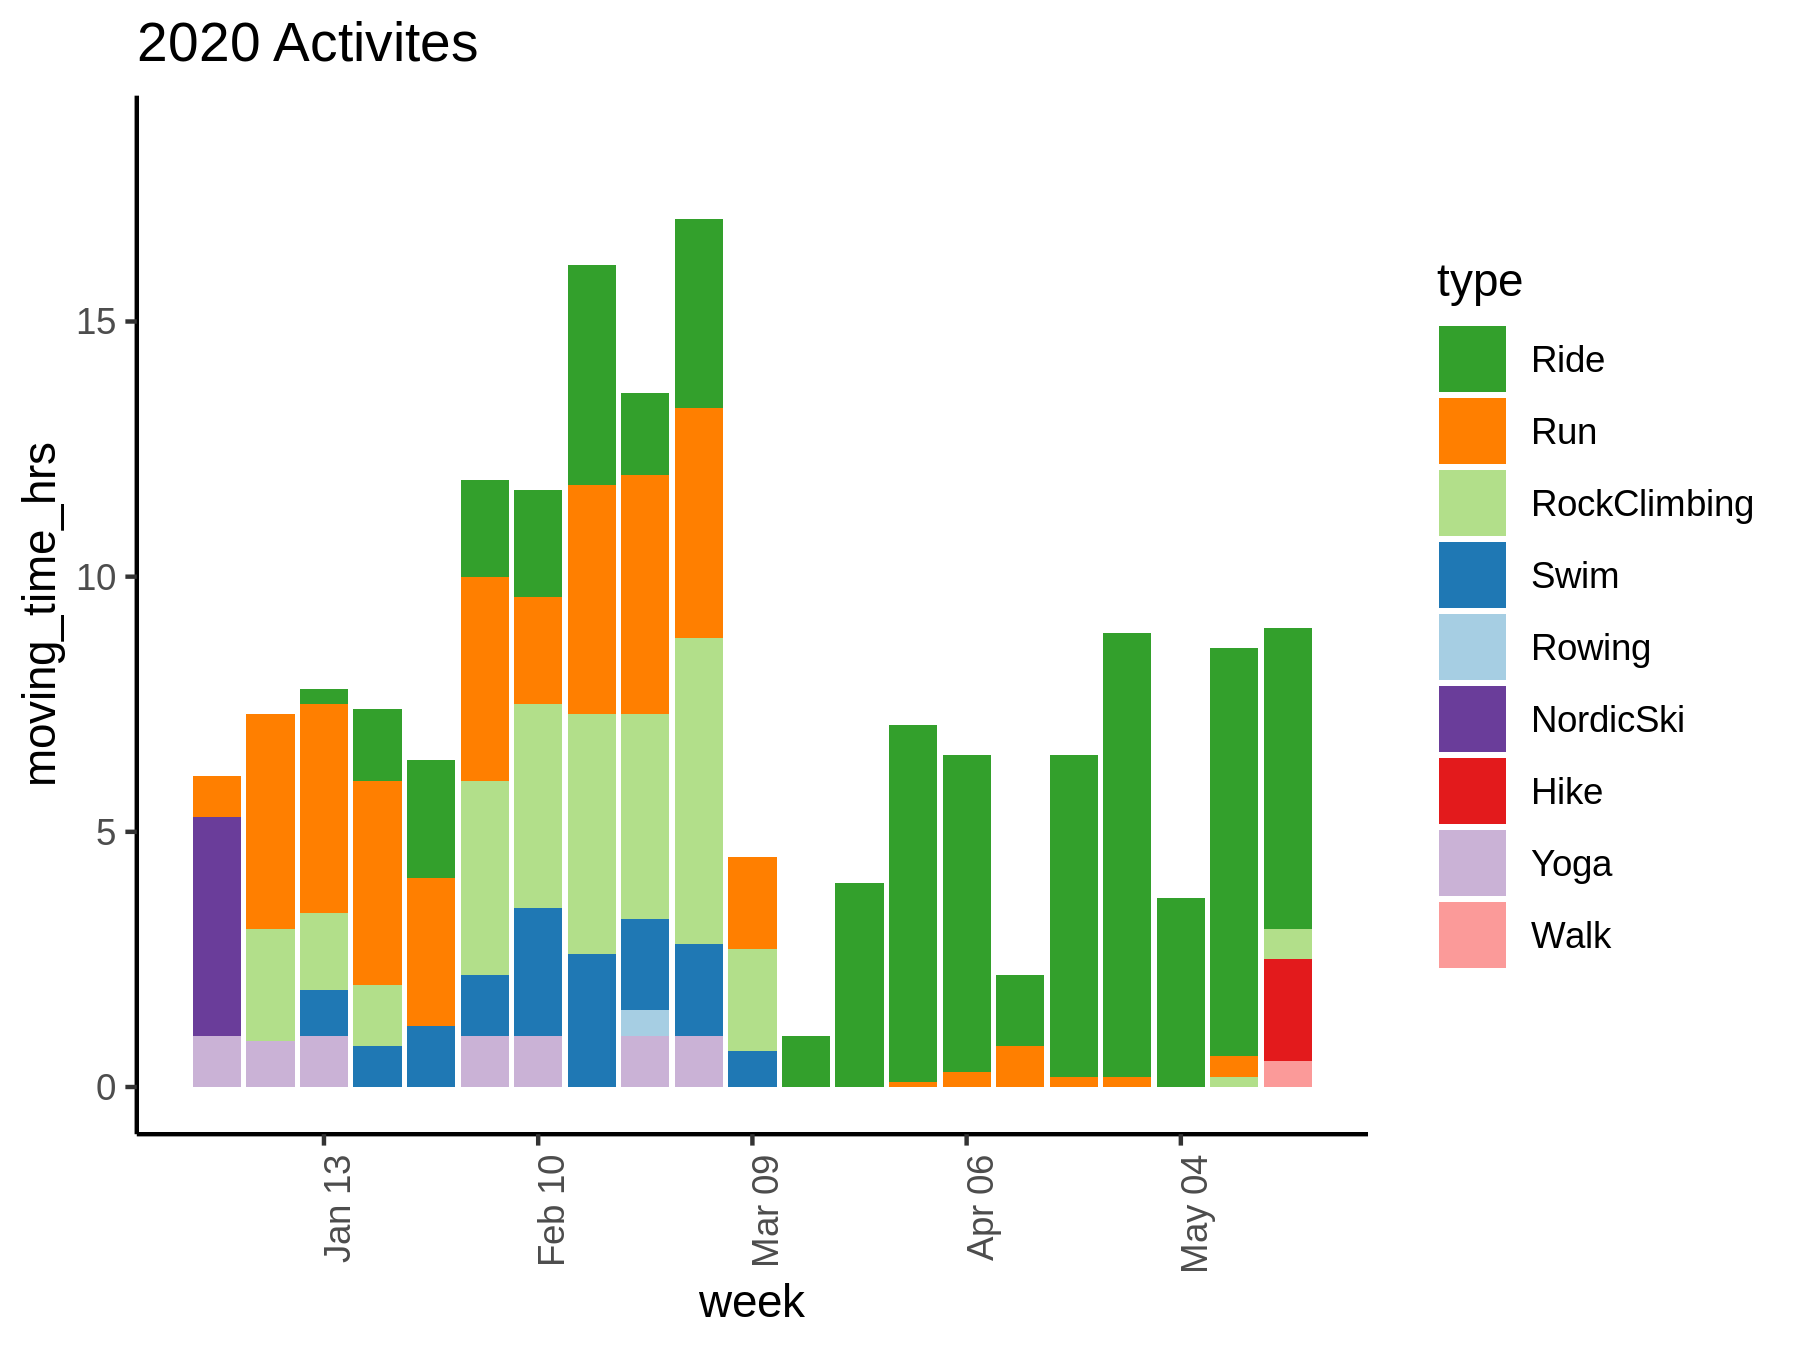 2020 Activites
moving_time_hrs
15
10
5
0
Jan 13
Feb 10
Mar 09
Apr 06
May 04
week
type
Ride
Run
RockClimbing
Swim
Rowing
NordicSki
Hike
Yoga
Walk